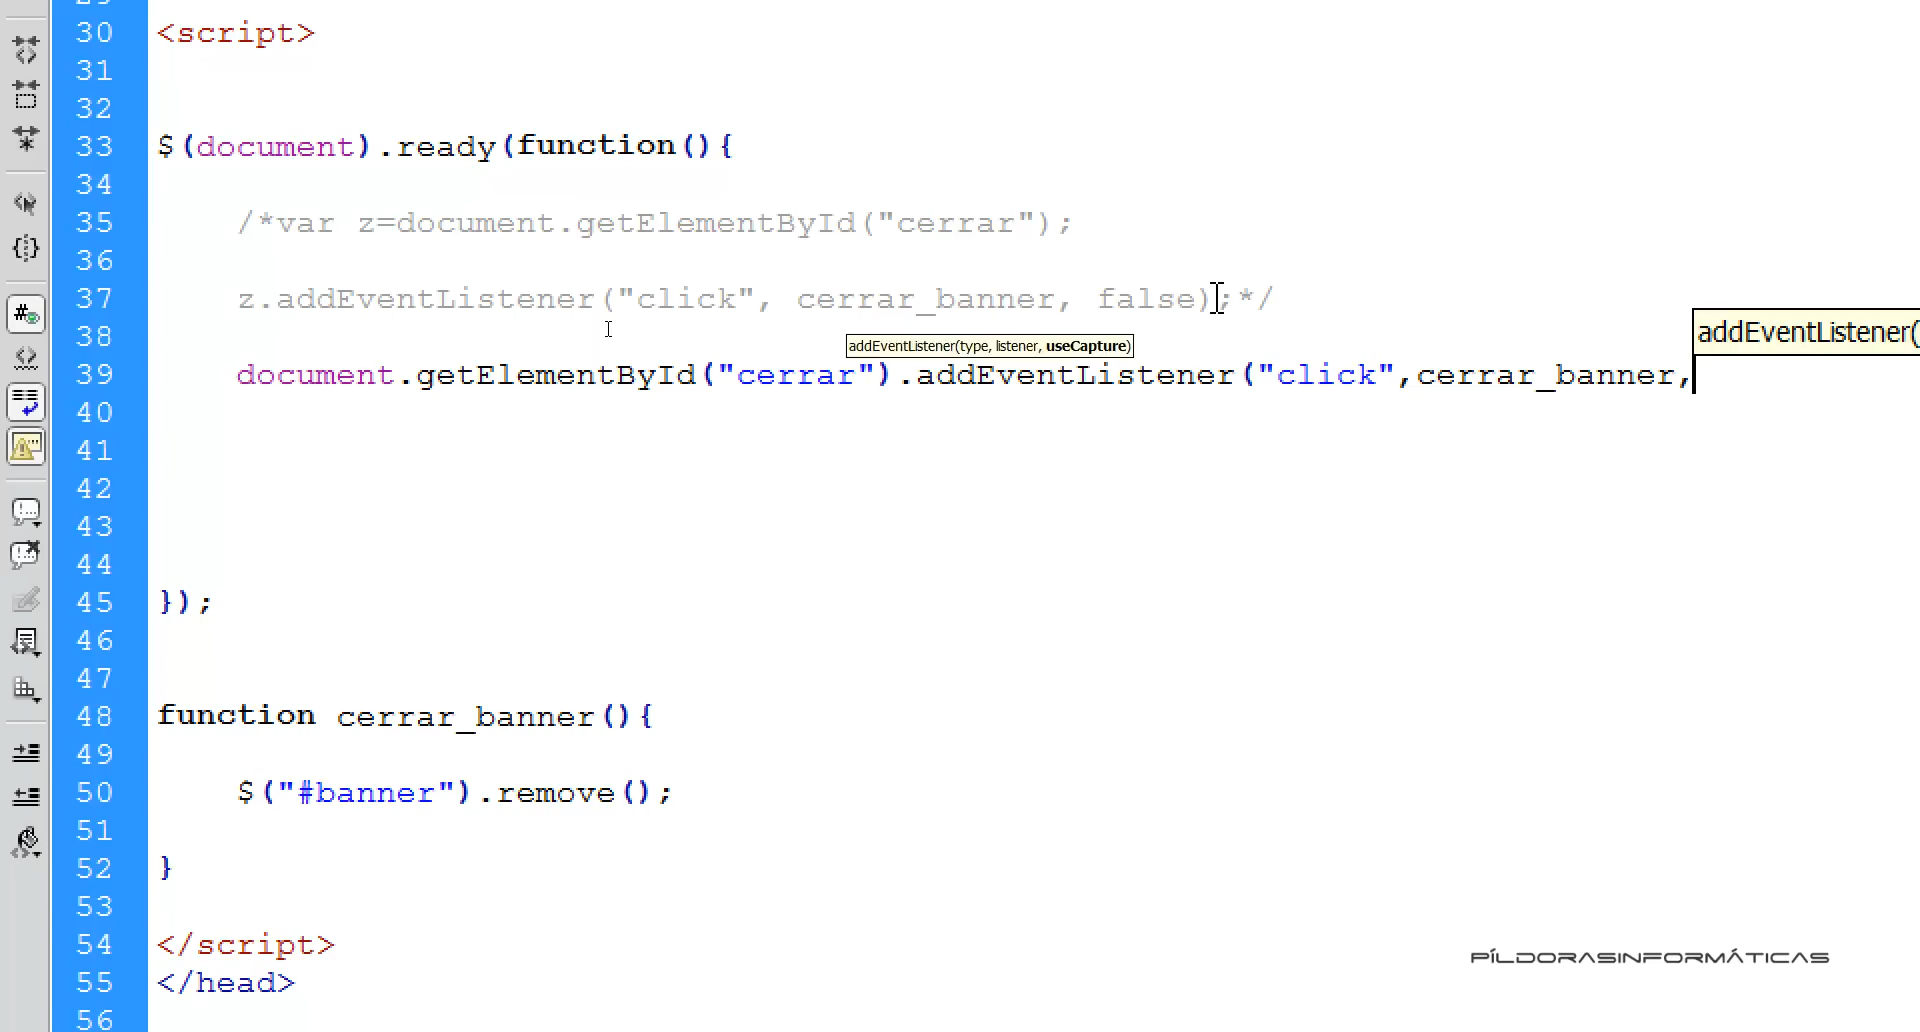 30 <script>
31
32
33 $(document).ready(function(){
34
35 /*var z=document.getElementById("cerrar");
36
37 z.addEventListener("click", cerrar_banner, false);*/
38
addEventListener(type, listener, useCapture)
addEventListener(
39 document.getElementById("cerrar").addEventListener("click",cerrar_banner,
40
41
42
43
44
45 });
46
47
48 function cerrar_banner(){
49
50 $("#banner").remove();
51
52 }
53
54 </script>
PÍLDORASINFORMÁTICAS
55 </head>
56